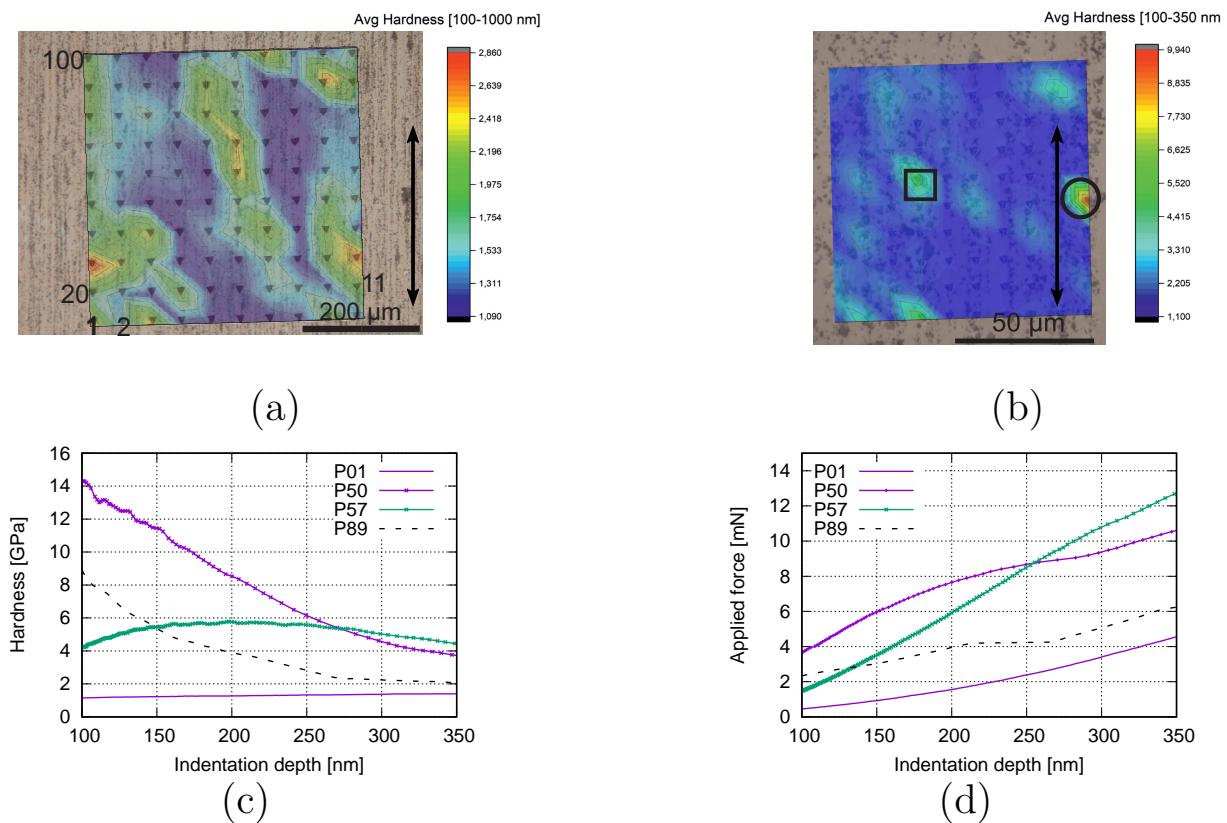 Avg Hardness [100-1000 nm]
100
20
1 2
11
200 µm
2,860
2,639
2,418
2,196
1,975
1,754
1,533
1,311
1,090
(a)
Avg Hardness [100-350 nm
50 µm
9,940
8,835
7,730
6,625
5,520
4,415
3,310
2,205
1,100
(b)
Hardness [GPa]
16
14
12
10
8
6
4
2
0
100 150 200 250 300 350
Indentation depth [nm]
P01
P50
P57
P89
(c)
Applied force [mN]
14
12
10
8
6
4
2
0
100 150 200 250 300 350
Indentation depth [nm]
P01
P50
P57
P89
(d)